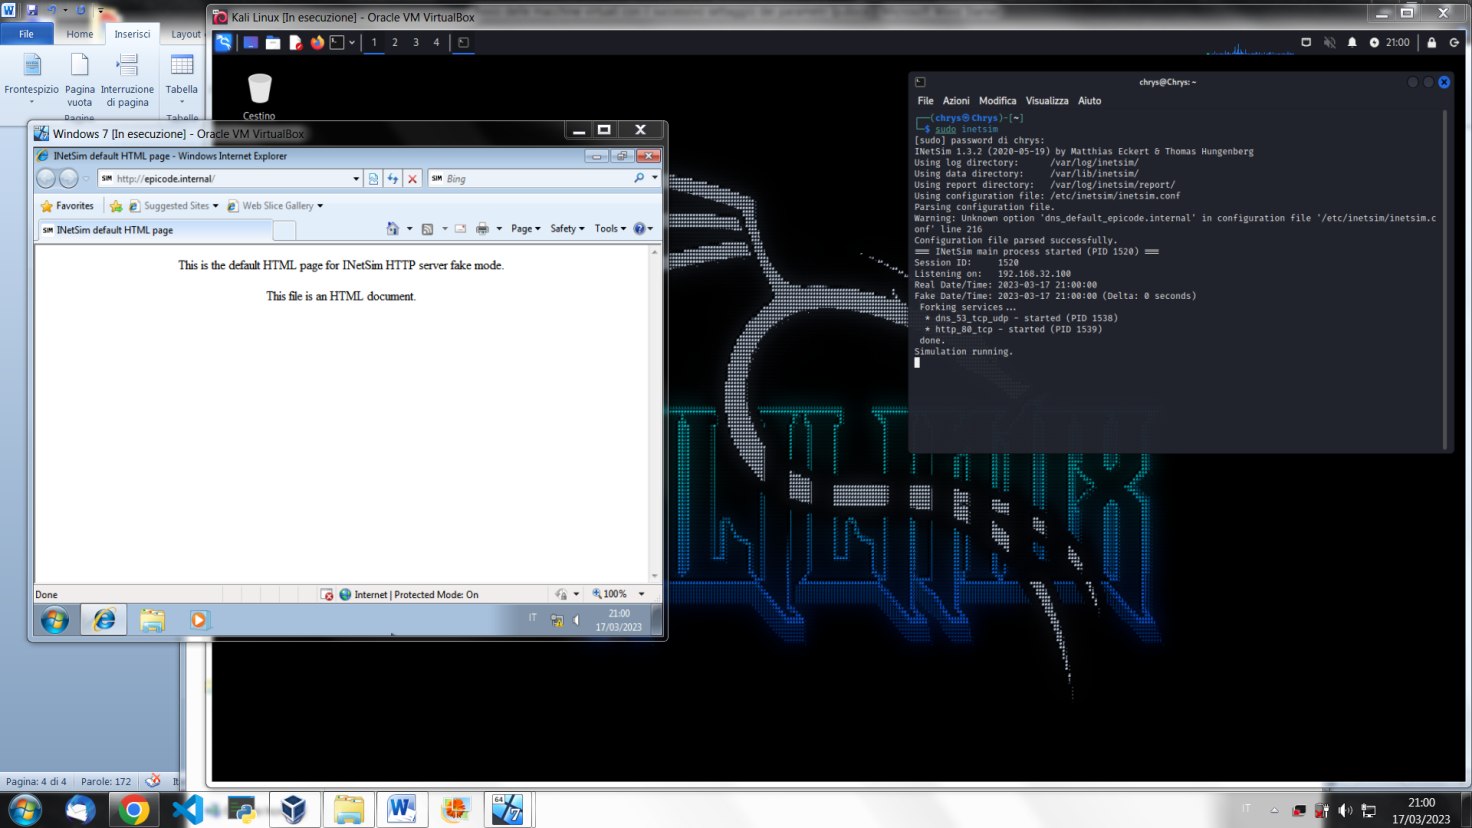 Kali Linux [In esecuzione] - Oracle VM VirtualBox
File
Home
Inserisci
Layout
Frontespizio
Pagina vuota
Interruzione di pagina
Tabella
Pagine
Tabelle
1 2 3 4
21:00
Cestino
chrys@Chrys: ~
File Azioni Modifica Visualizza Aiuto
┌──(chrys㉿Chrys)-[~]
└─$ sudo inetsim
[sudo] password di chrys:
INetSim 1.3.2 (2020-05-19) by Matthias Eckert & Thomas Hungenberg
Using log directory: /var/log/inetsim/
Using data directory: /var/lib/inetsim/
Using report directory: /var/log/inetsim/report/
Using configuration file: /etc/inetsim/inetsim.conf
Parsing configuration file.
Warning: Unknown option 'dns_default_epicode.internal' in configuration file '/etc/inetsim/inetsim.c
onf' line 216
Configuration file parsed successfully.
=== INetSim main process started (PID 1520) ===
Session ID: 1520
Listening on: 192.168.32.100
Real Date/Time: 2023-03-17 21:00:00
Fake Date/Time: 2023-03-17 21:00:00 (Delta: 0 seconds)
Forking services...
* dns_53_tcp_udp - started (PID 1538)
* http_80_tcp - started (PID 1539)
done.
Simulation running.
Windows 7 [In esecuzione] - Oracle VM VirtualBox
INetSim default HTML page - Windows Internet Explorer
SIM http://epicode.internal/
SIM Bing
Favorites
Suggested Sites
Web Slice Gallery
SIM INetSim default HTML page
Page Safety Tools
This is the default HTML page for INetSim HTTP server fake mode.
This file is an HTML document.
Done
Internet | Protected Mode: On
100%
IT
21:00
17/03/2023
Pagina: 4 di 4
Parole: 172
64
7
IT
21:00
17/03/2023